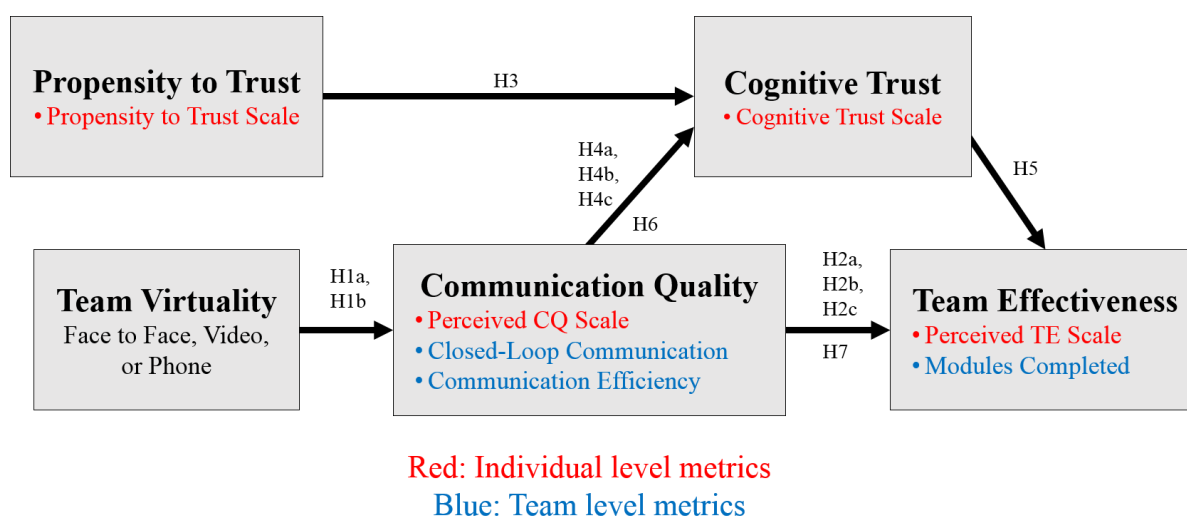 Propensity to Trust
• Propensity to Trust Scale
H3
Cognitive Trust
• Cognitive Trust Scale
H4a,
H4b,
H4c
H6
H5
Team Virtuality
Face to Face, Video,
or Phone
H1a,
H1b
Communication Quality
• Perceived CQ Scale
• Closed-Loop Communication
• Communication Efficiency
H2a,
H2b,
H2c
H7
Team Effectiveness
• Perceived TE Scale
• Modules Completed
Red: Individual level metrics
Blue: Team level metrics